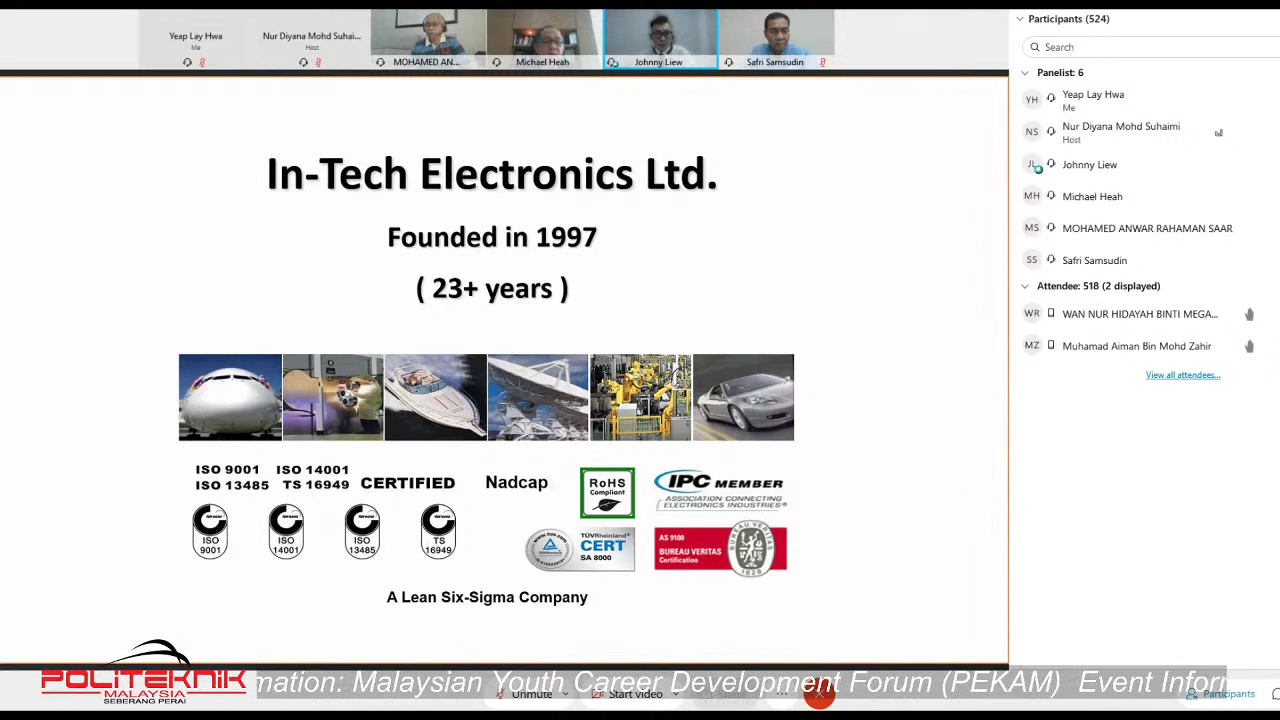 Yeap Lay Hwa
Me
Nur Diyana Mohd Suhai...
Host
MOHAMED AN...
Michael Heah
Johnny Liew
Safri Samsudin
In-Tech Electronics Ltd.
Founded in 1997
( 23+ years )
ISO 9001 ISO 14001
ISO 13485 TS 16949 CERTIFIED
Nadcap
RoHS
Compliant
IPC MEMBER
ASSOCIATION CONNECTING
ELECTRONICS INDUSTRIES®
ISO
9001
ISO
14001
ISO
13485
TS
16949
TÜVRheinland®
CERT
SA 8000
AS 9100
BUREAU VERITAS
Certification
1828
A Lean Six-Sigma Company
Participants (524)
Search
Panelist: 6
YH Yeap Lay Hwa
Me
NS Nur Diyana Mohd Suhaimi
Host
JL Johnny Liew
MH Michael Heah
MS MOHAMED ANWAR RAHAMAN SAAR
SS Safri Samsudin
Attendee: 518 (2 displayed)
WR WAN NUR HIDAYAH BINTI MEGA...
MZ Muhamad Aiman Bin Mohd Zahir
View all attendees...
POLITEKNIK
MALAYSIA
SEBERANG PERAI
mation: Malaysian Youth Career Development Forum (PEKAM) Event Inform
Unmute
Start video
Participants